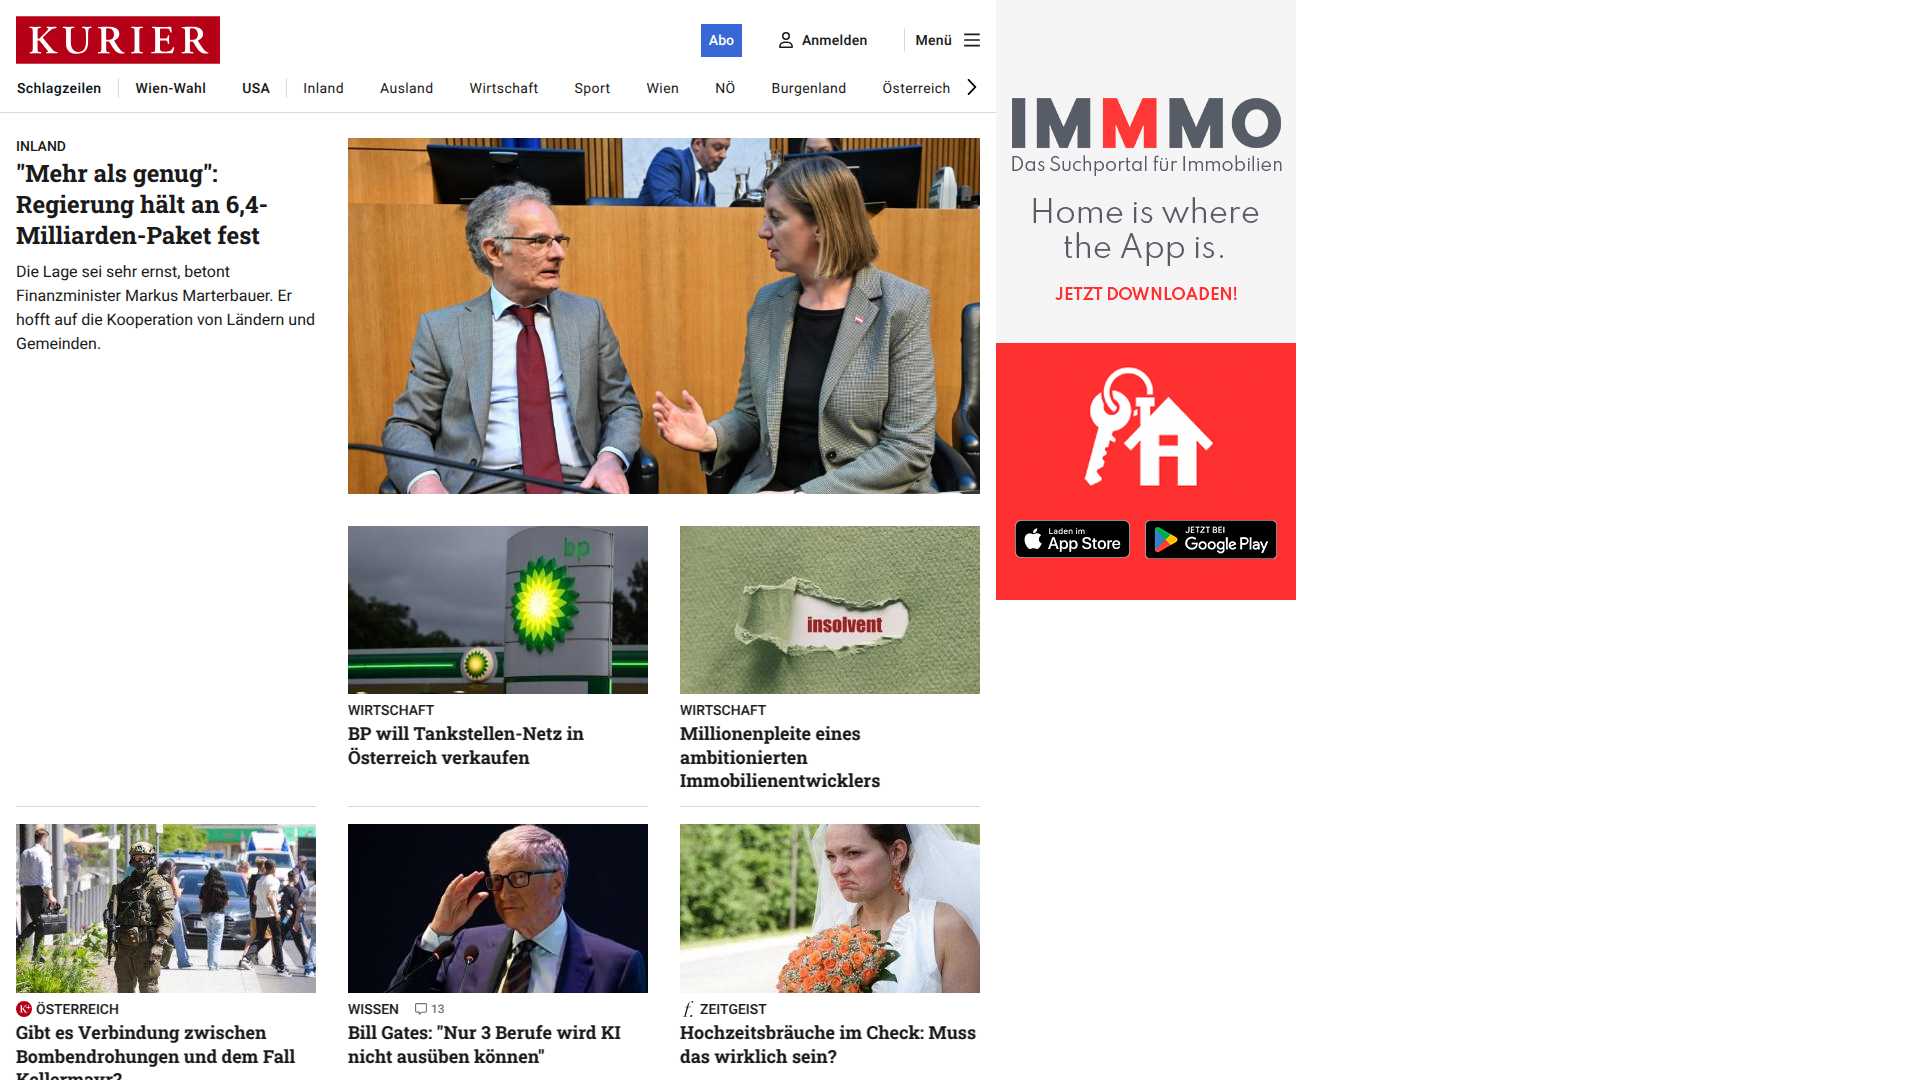 KURIER
Abo
Anmelden
Menü
Schlagzeilen
Wien-Wahl
USA
Inland
Ausland
Wirtschaft
Sport
Wien
NÖ
Burgenland
Österreich
INLAND
"Mehr als genug":
Regierung hält an 6,4-
Milliarden-Paket fest
Die Lage sei sehr ernst, betont
Finanzminister Markus Marterbauer. Er
hofft auf die Kooperation von Ländern und
Gemeinden.
bp
WIRTSCHAFT
BP will Tankstellen-Netz in
Österreich verkaufen
insolvent
WIRTSCHAFT
Millionenpleite eines
ambitionierten
Immobilienentwicklers
K+ ÖSTERREICH
Gibt es Verbindung zwischen
Bombendrohungen und dem Fall
Kellermayr?
WISSEN 13
Bill Gates: "Nur 3 Berufe wird KI
nicht ausüben können"
f. ZEITGEIST
Hochzeitsbräuche im Check: Muss
das wirklich sein?
IMMMO
Das Suchportal für Immobilien
Home is where
the App is.
JETZT DOWNLOADEN!
Laden im
App Store
JETZT BEI
Google Play